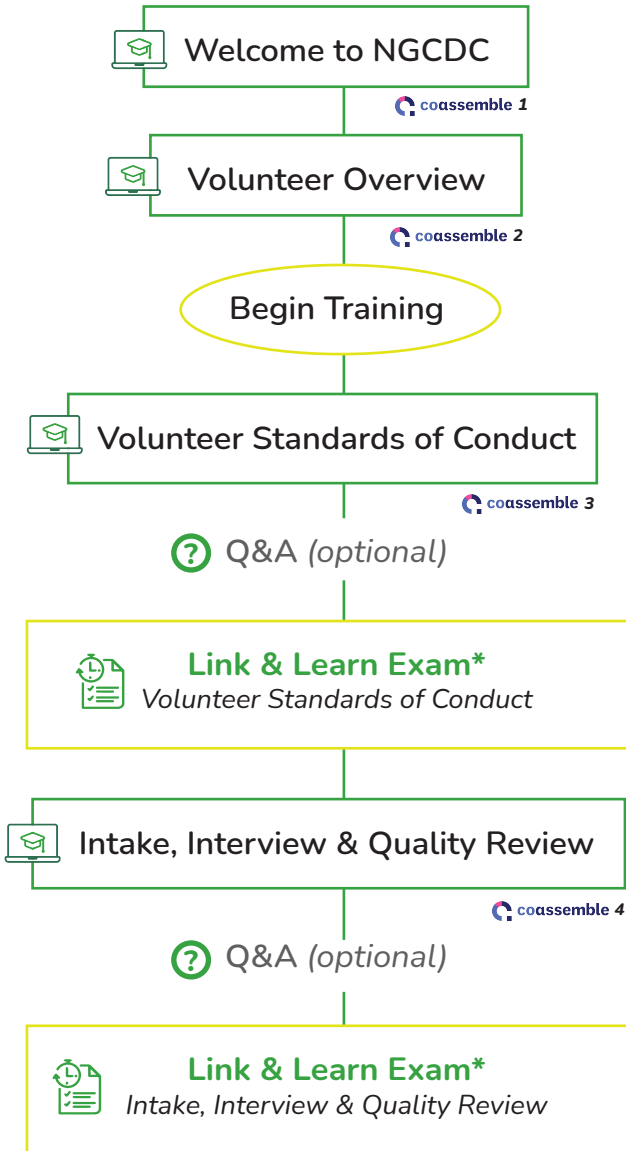 Welcome to NGCDC
coassemble 1
Volunteer Overview
coassemble 2
Begin Training
Volunteer Standards of Conduct
coassemble 3
? Q&A (optional)
Link & Learn Exam*
Volunteer Standards of Conduct
Intake, Interview & Quality Review
coassemble 4
? Q&A (optional)
Link & Learn Exam*
Intake, Interview & Quality Review